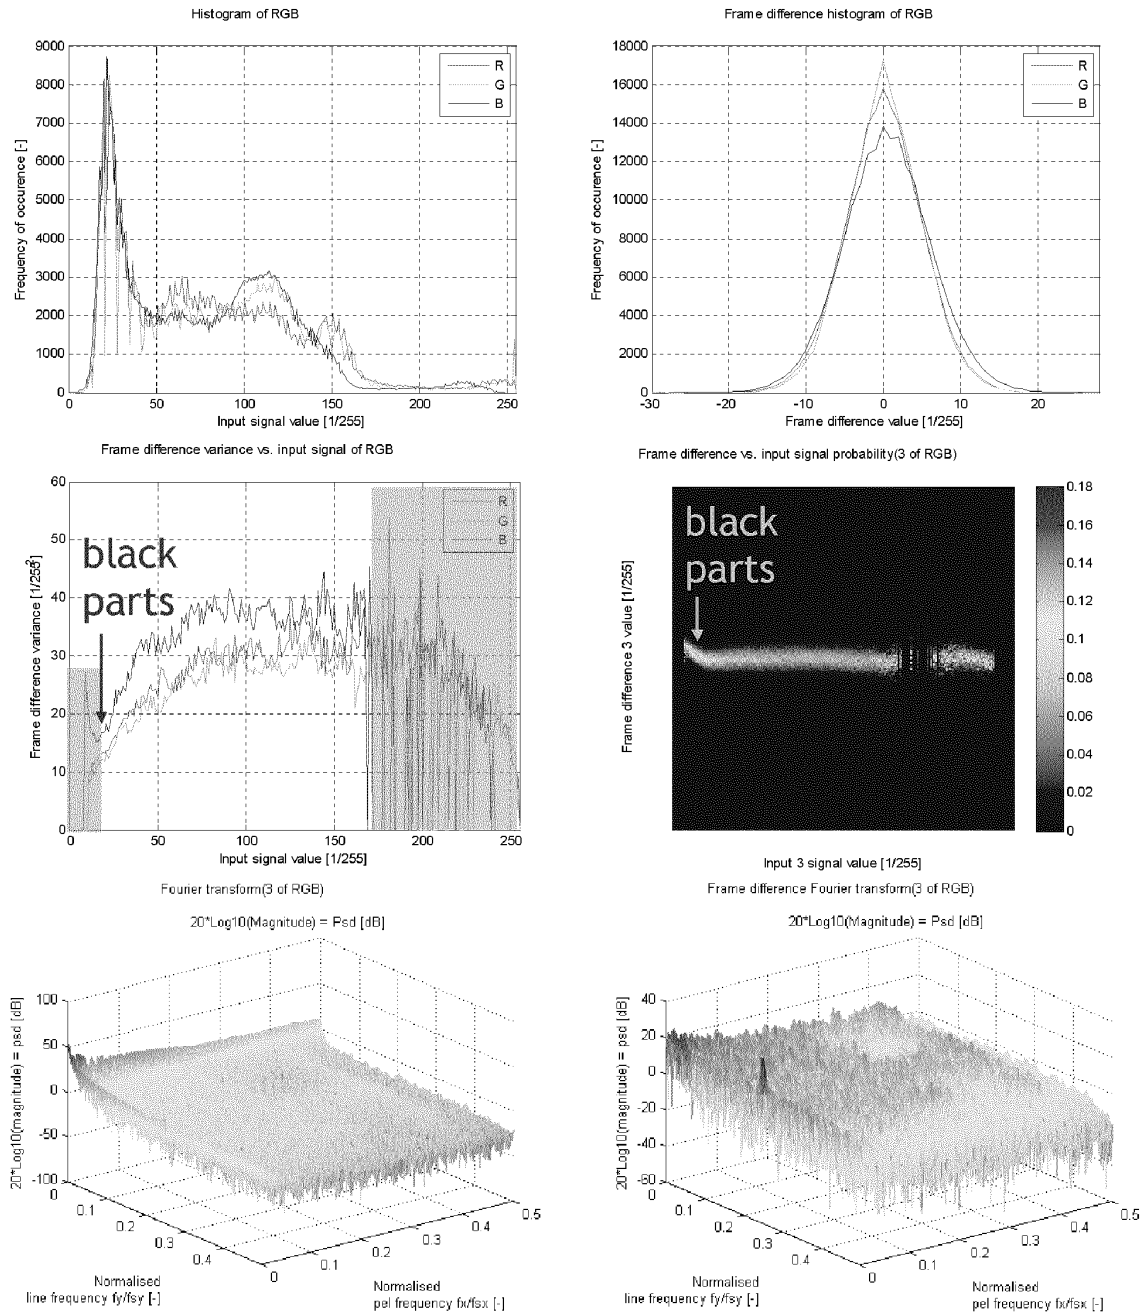 Histogram of RGB
Frequency of occurence [-]
9000
8000
7000
6000
5000
4000
3000
2000
1000
0
R
G
B
0 50 100 150 200 250
Input signal value [1/255]
Frame difference histogram of RGB
Frequency of occurence [-]
18000
16000
14000
12000
10000
8000
6000
4000
2000
0
R
G
B
-30 -20 -10 0 10 20
Frame difference value [1/255]
Frame difference variance vs. input signal of RGB
Frame difference variance [1/255²]
60
50
40
30
20
10
0
R
G
B
black
parts
0 50 100 150 200 250
Input signal value [1/255]
Frame difference vs. input signal probability(3 of RGB)
Frame difference 3 value [1/255]
black
parts
0.18
0.16
0.14
0.12
0.1
0.08
0.06
0.04
0.02
0
Input 3 signal value [1/255]
Fourier transform(3 of RGB)
20*Log10(Magnitude) = Psd [dB]
20*Log10(magnitude) = psd [dB]
100
50
0
-50
-100
0
0.1
0.2
0.3
0.4
0
0.1
0.2
0.3
0.4
0.5
Normalised
line frequency fy/fsy [-]
Normalised
pel frequency fx/fsx [-]
Frame difference Fourier transform(3 of RGB)
20*Log10(Magnitude) = Psd [dB]
20*Log10(magnitude) = psd [dB]
40
20
0
-20
-40
-60
0
0.1
0.2
0.3
0.4
0
0.1
0.2
0.3
0.4
0.5
Normalised
line frequency fy/fsy [-]
Normalised
pel frequency fx/fsx [-]